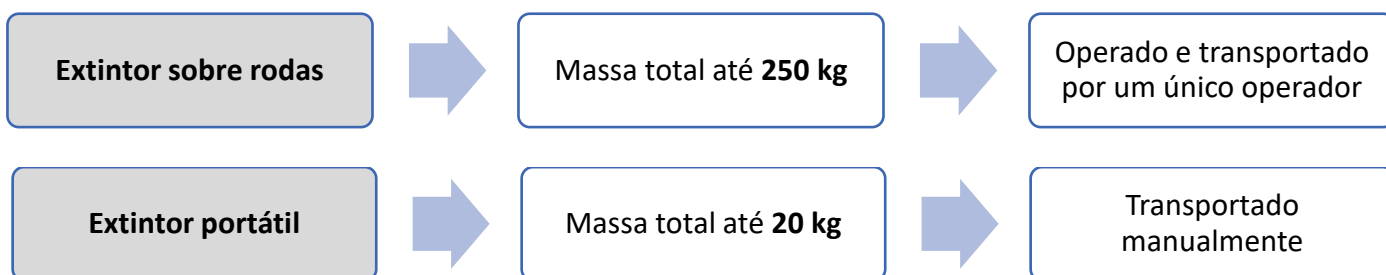 Extintor sobre rodas
Massa total até 250 kg
Operado e transportado
por um único operador
Extintor portátil
Massa total até 20 kg
Transportado
manualmente